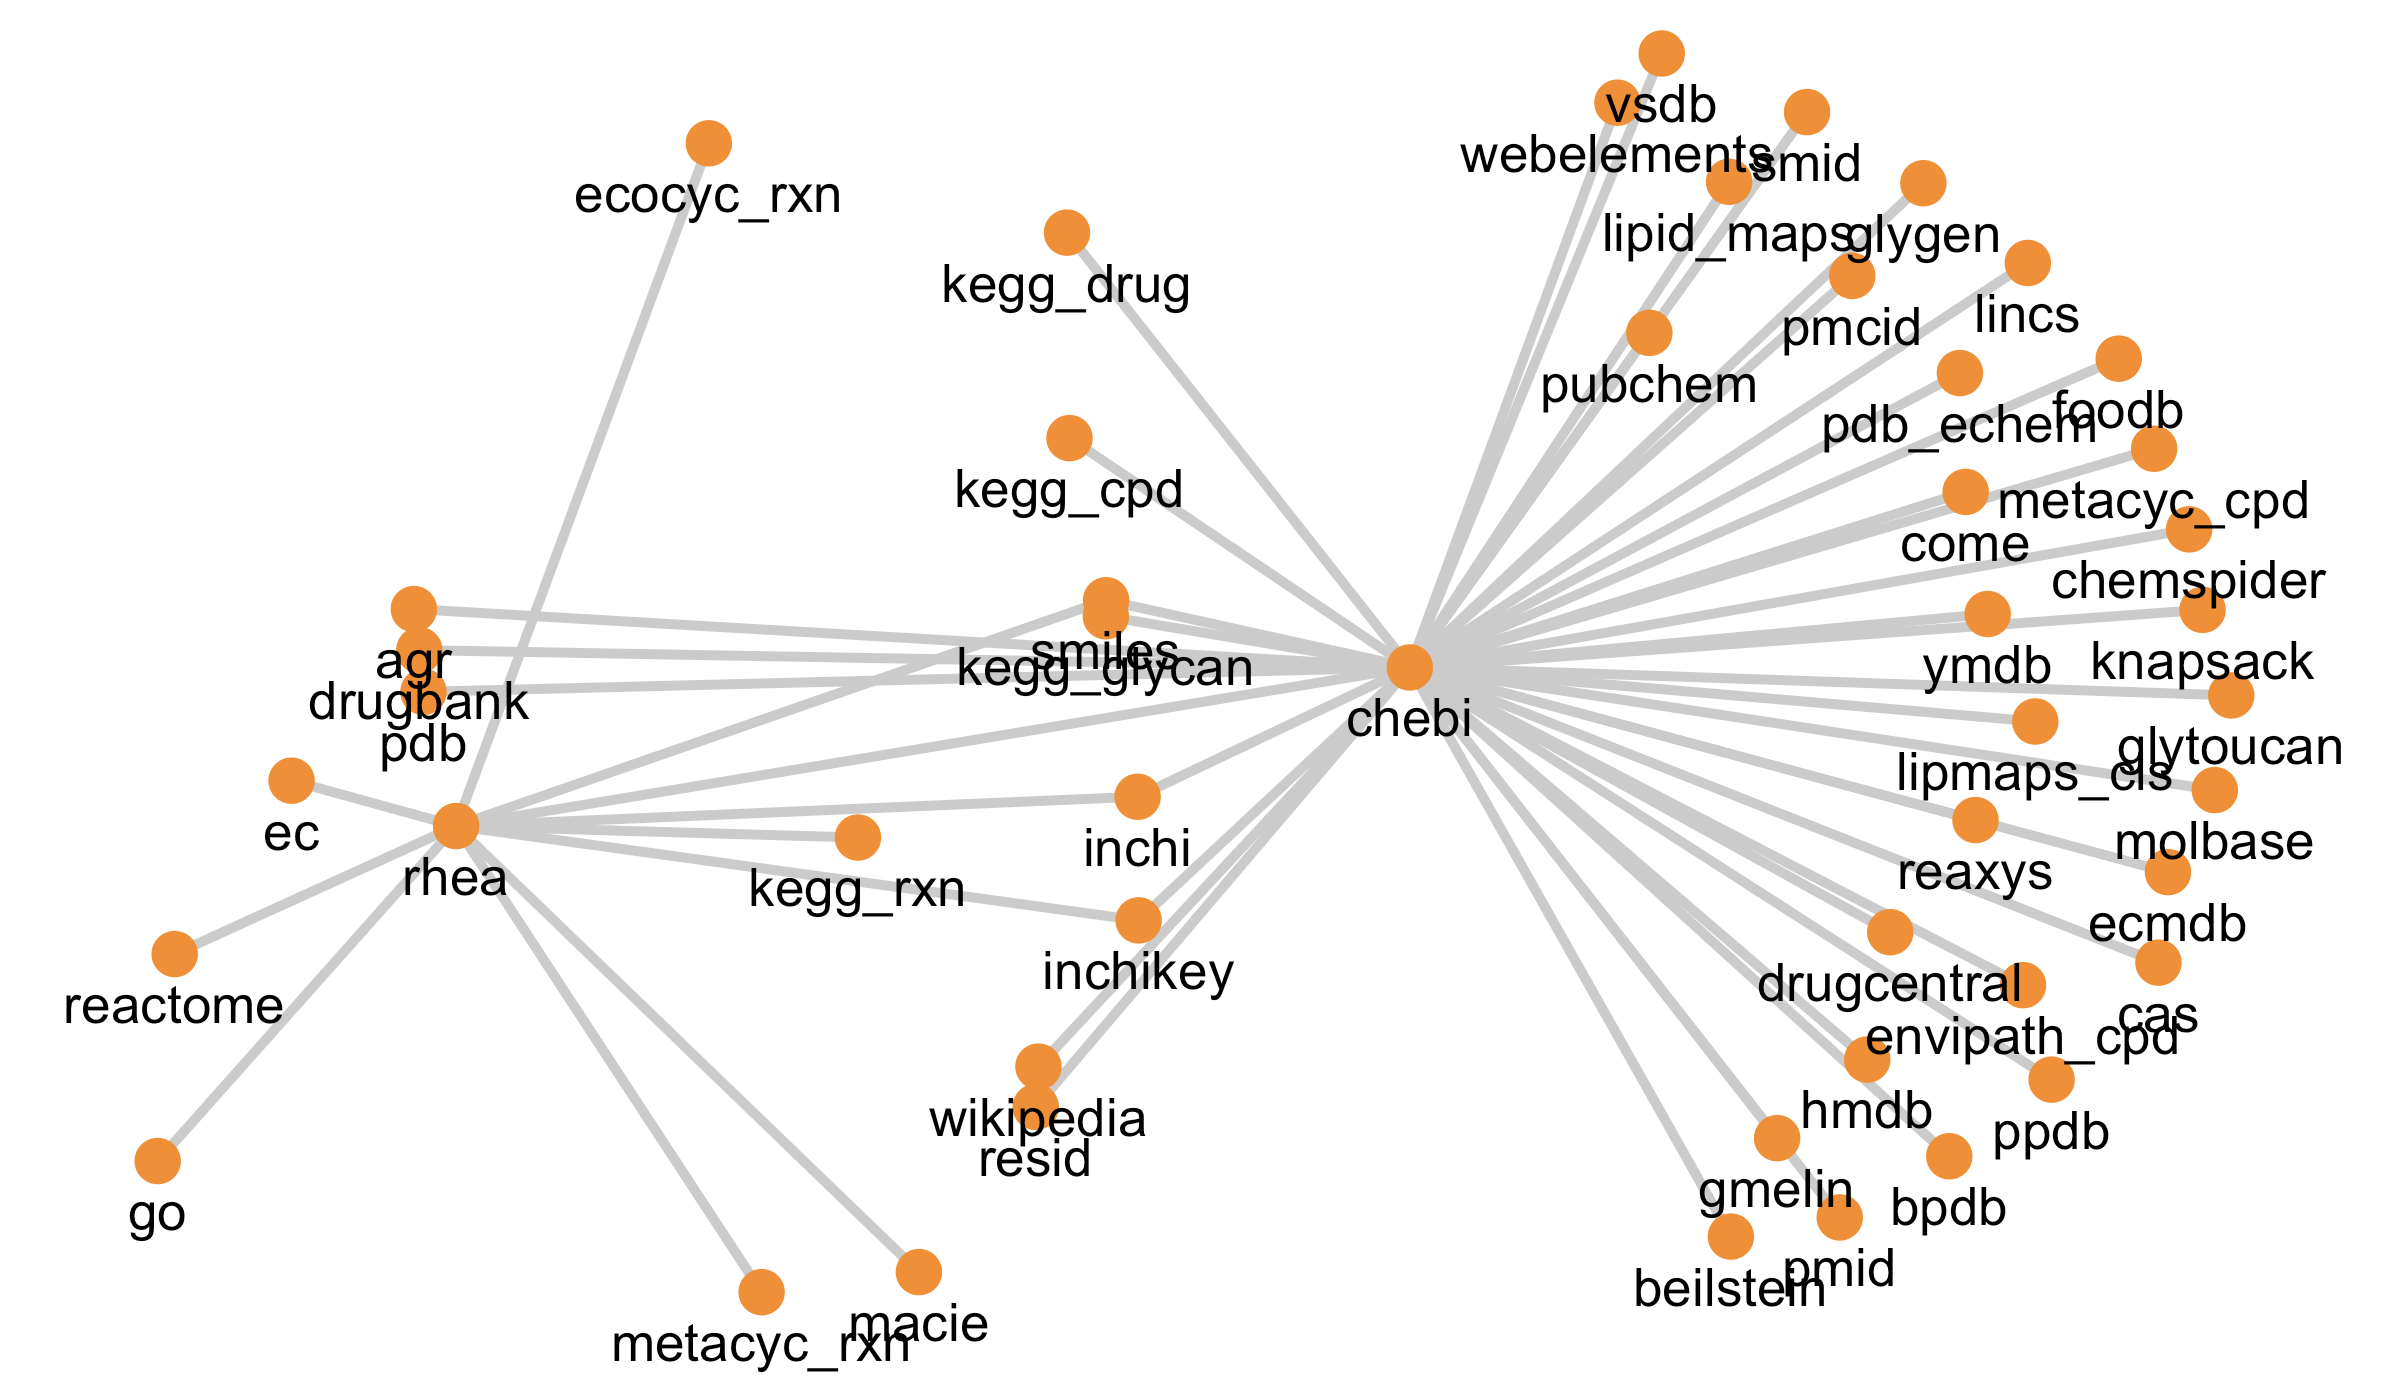 vsdb
webelements
smid
ecocyc_rxn
lipid_maps
glygen
kegg_drug
lincs
pmcid
pubchem
foodb
pdb_echem
kegg_cpd
metacyc_cpd
come
chemspider
smiles
agr
kegg_glycan
ymdb
knapsack
drugbank
chebi
pdb
glytoucan
lipmaps_cls
ec
inchi
molbase
reaxys
rhea
kegg_rxn
ecmdb
inchikey
drugcentral
reactome
cas
envipath_cpd
hmdb
wikipedia
ppdb
resid
gmelin
bpdb
go
pmid
beilstein
macie
metacyc_rxn